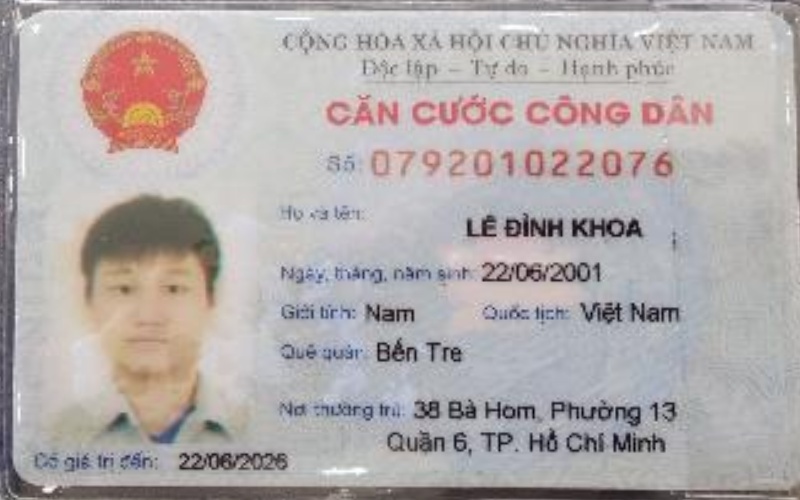 CỘNG HÒA XÃ HỘI CHỦ NGHĨA VIỆT NAM
Độc lập – Tự do – Hạnh phúc
CĂN CƯỚC CÔNG DÂN
Số: 079201022076
Họ và tên:
LÊ ĐÌNH KHOA
Ngày, tháng, năm sinh: 22/06/2001
Giới tính: Nam Quốc tịch: Việt Nam
Quê quán: Bến Tre
Nơi thường trú: 38 Bà Hom, Phường 13
Quận 6, TP. Hồ Chí Minh
Có giá trị đến: 22/06/2026